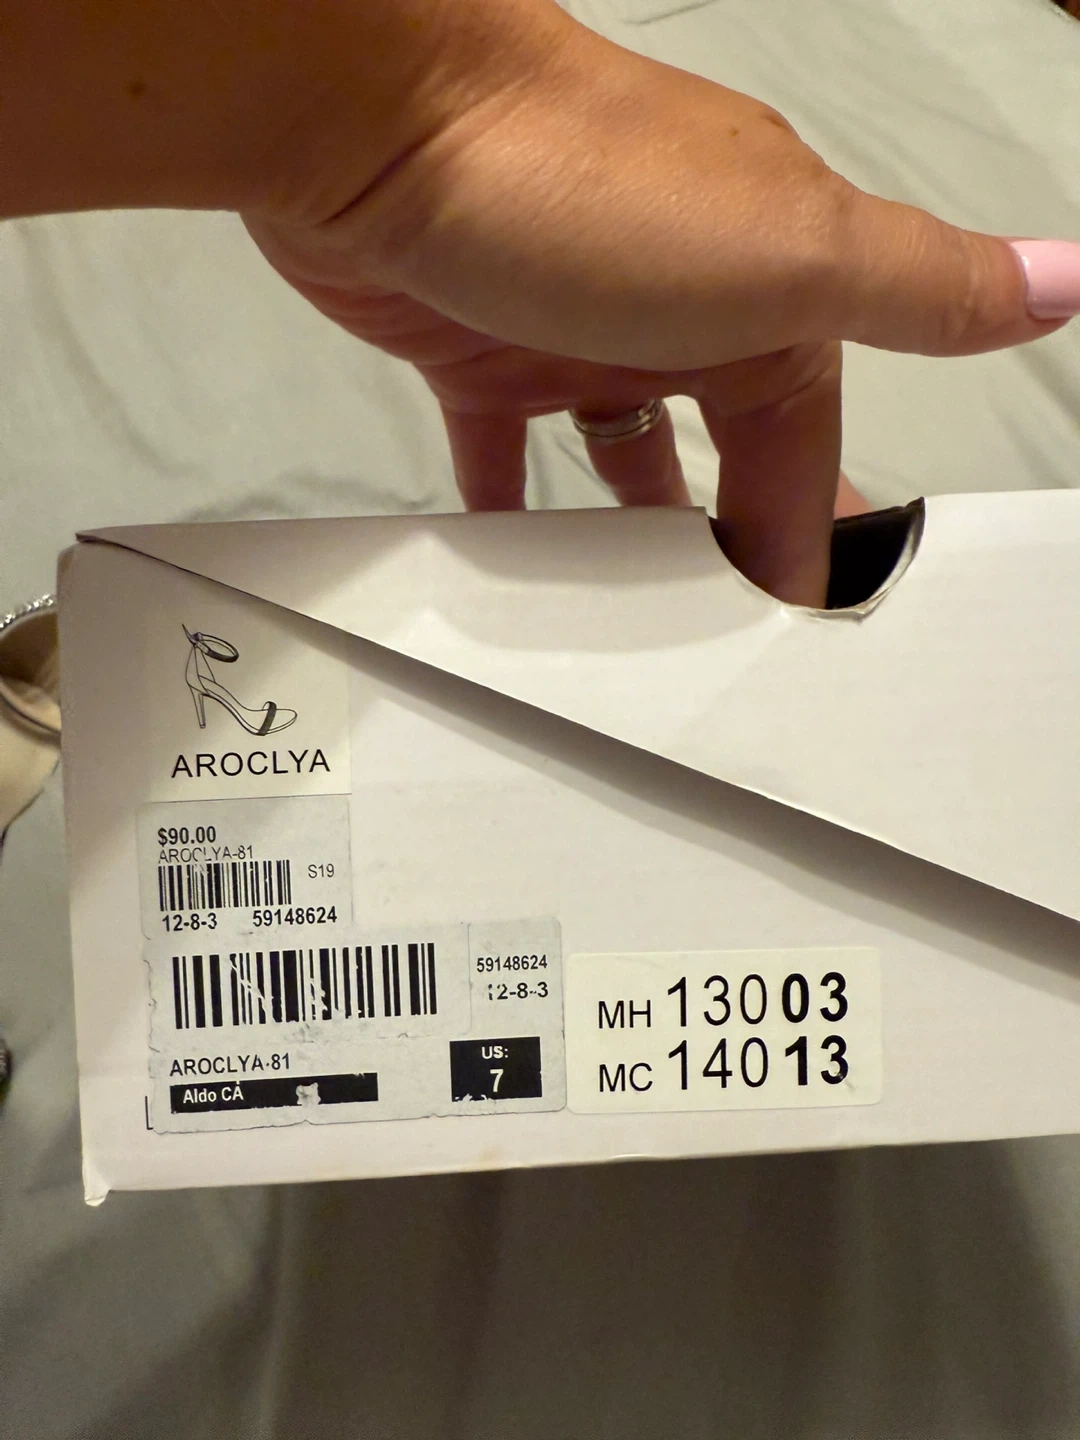 AROCLYA
$90.00
AROCLYA-81
S19
12-8-3 59148624
59148624
12-8-3
AROCLYA-81
Aldo CA
US:
7
MH 13003
MC 14013